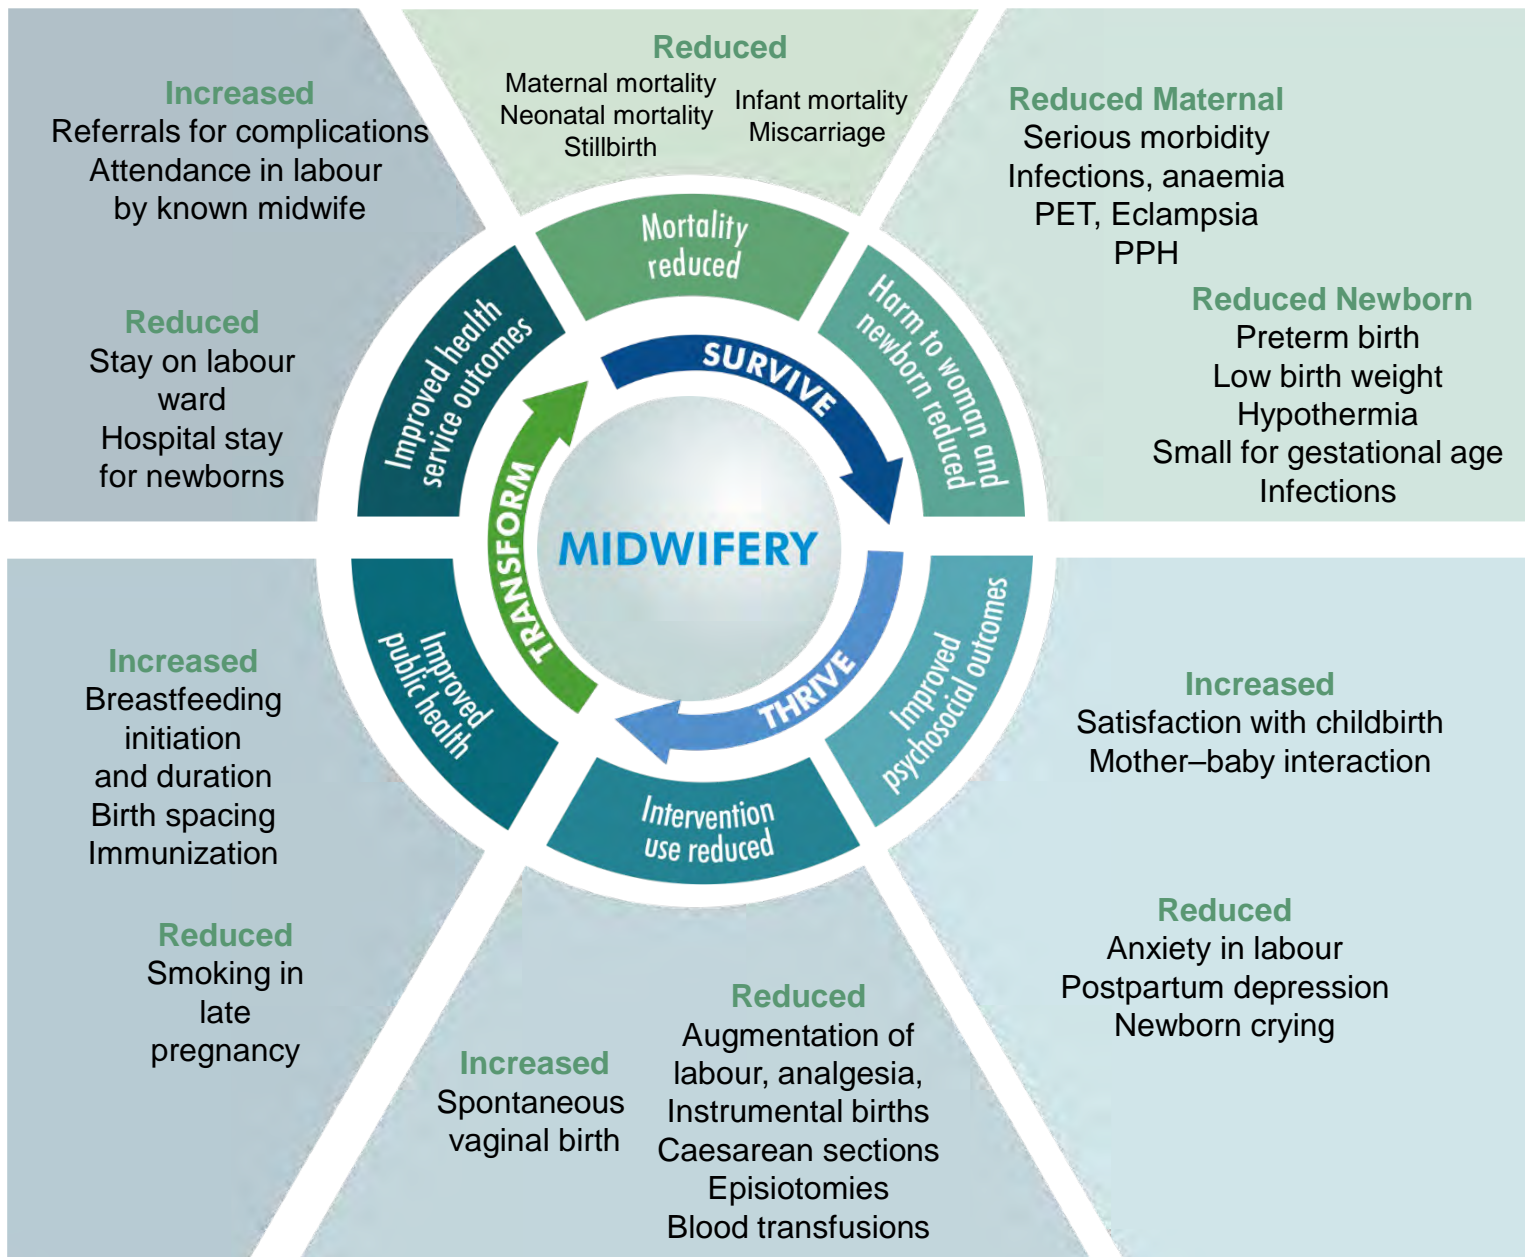 Reduced
Maternal mortality
Neonatal mortality
Stillbirth
Infant mortality
Miscarriage
Increased
Referrals for complications
Attendance in labour
by known midwife
Reduced
Stay on labour
ward
Hospital stay
for newborns
Reduced Maternal
Serious morbidity
Infections, anaemia
PET, Eclampsia
PPH
Reduced Newborn
Preterm birth
Low birth weight
Hypothermia
Small for gestational age
Infections
Mortality
reduced
Harm to woman and
newborn reduced
Improved health
service outcomes
SURVIVE
TRANSFORM
MIDWIFERY
THRIVE
Improved
psychosocial outcomes
Improved
public health
Intervention
use reduced
Increased
Breastfeeding
initiation
and duration
Birth spacing
Immunization
Reduced
Smoking in
late
pregnancy
Increased
Satisfaction with childbirth
Mother–baby interaction
Reduced
Anxiety in labour
Postpartum depression
Newborn crying
Increased
Spontaneous
vaginal birth
Reduced
Augmentation of
labour, analgesia,
Instrumental births
Caesarean sections
Episiotomies
Blood transfusions